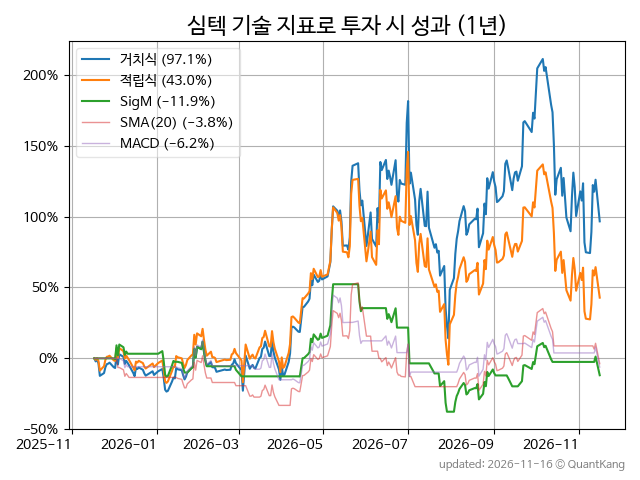 심텍 기술 지표로 투자 시 성과 (1년)
거치식 (97.1%)
적립식 (43.0%)
SigM (−11.9%)
SMA(20) (−3.8%)
MACD (−6.2%)
200%
150%
100%
50%
0%
−50%
2025-11
2026-01
2026-03
2026-05
2026-07
2026-09
2026-11
updated: 2026-11-16 © QuantKang